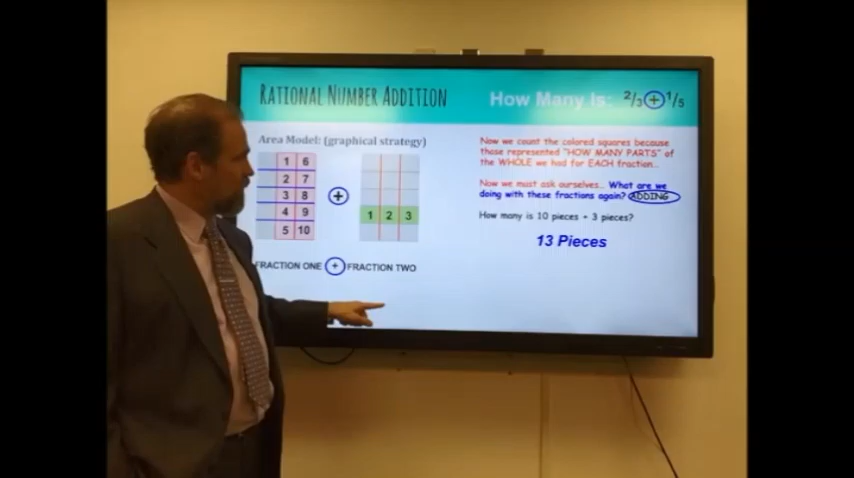 RATIONAL NUMBER ADDITION
How Many Is: 2/3 + 1/5
Area Model: (graphical strategy)
1 6
2 7
3 8
4 9
5 10
+
1 2 3
FRACTION ONE + FRACTION TWO
Now we count the colored squares because
those represented "HOW MANY PARTS" of
the WHOLE we had for EACH fraction..
Now we must ask ourselves.. What are we
doing with these fractions again? ADDING
How many is 10 pieces + 3 pieces?
13 Pieces